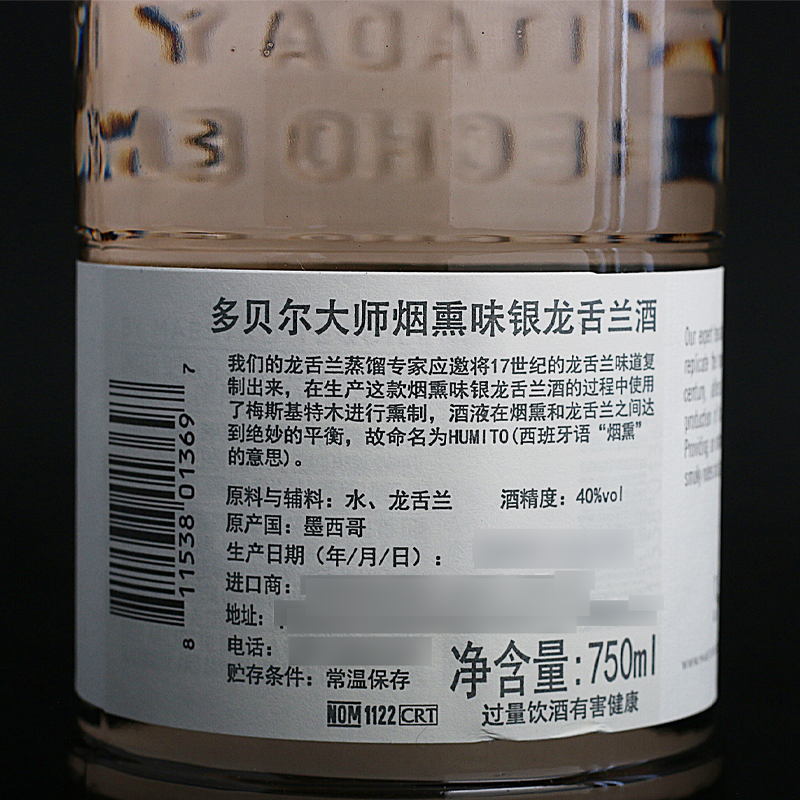 多贝尔大师烟熏味银龙舌兰酒
我们的龙舌兰蒸馏专家应邀将17世纪的龙舌兰味道复
制出来，在生产这款烟熏味银龙舌兰酒的过程中使用
了梅斯基特木进行熏制，酒液在烟熏和龙舌兰之间达
到绝妙的平衡，故命名为HUMITO(西班牙语“烟熏”
的意思)。
原料与辅料：水、龙舌兰 酒精度：40%vol
原产国：墨西哥
生产日期（年/月/日）：
进口商：
地址：
电话：
贮存条件：常温保存
净含量：750ml
NOM 1122 CRT
过量饮酒有害健康
8 11538 01369 7
Our expert
replicate
century,
production
Providing
smoky